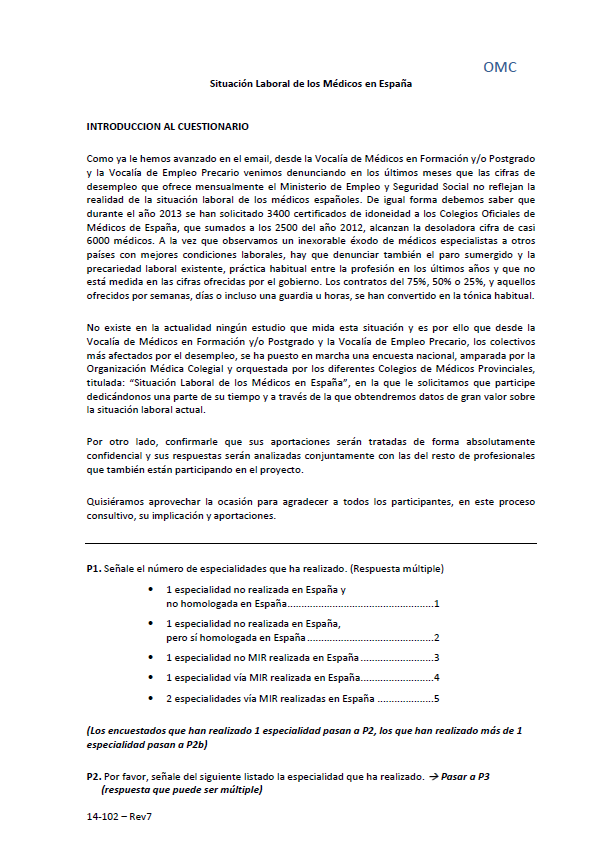 OMC
Situación Laboral de los Médicos en España
INTRODUCCION AL CUESTIONARIO
Como ya le hemos avanzado en el email, desde la Vocalía de Médicos en Formación y/o Postgrado
y la Vocalía de Empleo Precario venimos denunciando en los últimos meses que las cifras de
desempleo que ofrece mensualmente el Ministerio de Empleo y Seguridad Social no reflejan la
realidad de la situación laboral de los médicos españoles. De igual forma debemos saber que
durante el año 2013 se han solicitado 3400 certificados de idoneidad a los Colegios Oficiales de
Médicos de España, que sumados a los 2500 del año 2012, alcanzan la desoladora cifra de casi
6000 médicos. A la vez que observamos un inexorable éxodo de médicos especialistas a otros
países con mejores condiciones laborales, hay que denunciar también el paro sumergido y la
precariedad laboral existente, práctica habitual entre la profesión en los últimos años y que no
está medida en las cifras ofrecidas por el gobierno. Los contratos del 75%, 50% o 25%, y aquellos
ofrecidos por semanas, días o incluso una guardia u horas, se han convertido en la tónica habitual.
No existe en la actualidad ningún estudio que mida esta situación y es por ello que desde la
Vocalía de Médicos en Formación y/o Postgrado y la Vocalía de Empleo Precario, los colectivos
más afectados por el desempleo, se ha puesto en marcha una encuesta nacional, amparada por la
Organización Médica Colegial y orquestada por los diferentes Colegios de Médicos Provinciales,
titulada: “Situación Laboral de los Médicos en España”, en la que le solicitamos que participe
dedicándonos una parte de su tiempo y a través de la que obtendremos datos de gran valor sobre
la situación laboral actual.
Por otro lado, confirmarle que sus aportaciones serán tratadas de forma absolutamente
confidencial y sus respuestas serán analizadas conjuntamente con las del resto de profesionales
que también están participando en el proyecto.
Quisiéramos aprovechar la ocasión para agradecer a todos los participantes, en este proceso
consultivo, su implicación y aportaciones.
P1. Señale el número de especialidades que ha realizado. (Respuesta múltiple)
• 1 especialidad no realizada en España y
no homologada en España.....................................................1
• 1 especialidad no realizada en España,
pero sí homologada en España ..............................................2
• 1 especialidad no MIR realizada en España ..........................3
• 1 especialidad vía MIR realizada en España..........................4
• 2 especialidades vía MIR realizadas en España ....................5
(Los encuestados que han realizado 1 especialidad pasan a P2, los que han realizado más de 1
especialidad pasan a P2b)
P2. Por favor, señale del siguiente listado la especialidad que ha realizado. → Pasar a P3
(respuesta que puede ser múltiple)
14-102 – Rev7